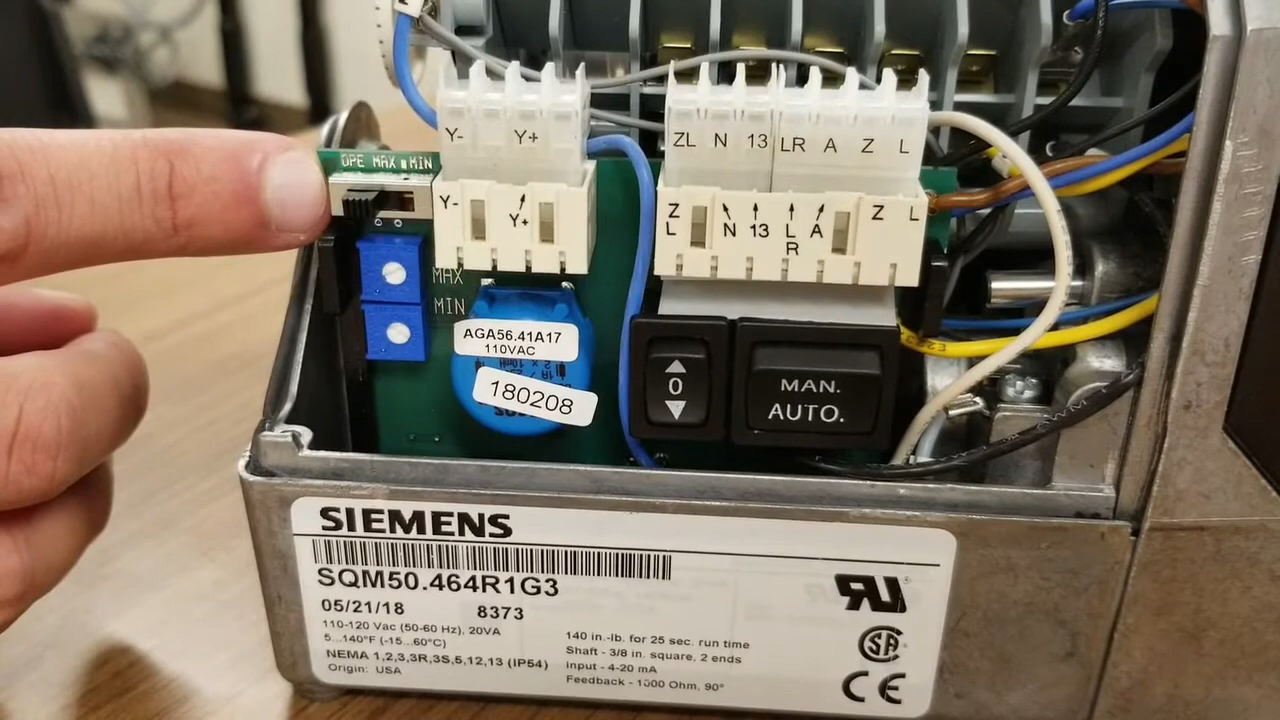 OPE MAX MIN
Y- Y+
ZL N 13 LR A Z L
Y- Y+
Z L N 13 L R A Z L
MAX
MIN
AGA56.41A17
110VAC
180208
0
MAN.
AUTO.
SIEMENS
SQM50.464R1G3
05/21/18 8373
110-120 Vac (50-60 Hz), 20VA
5...140°F (-15...60°C)
NEMA 1,2,3,3R,3S,5,12,13 (IP54)
Origin: USA
140 in.-lb. for 25 sec. run time
Shaft - 3/8 in. square, 2 ends
Input - 4-20 mA
Feedback - 1000 Ohm, 90°
RU
SA
CE